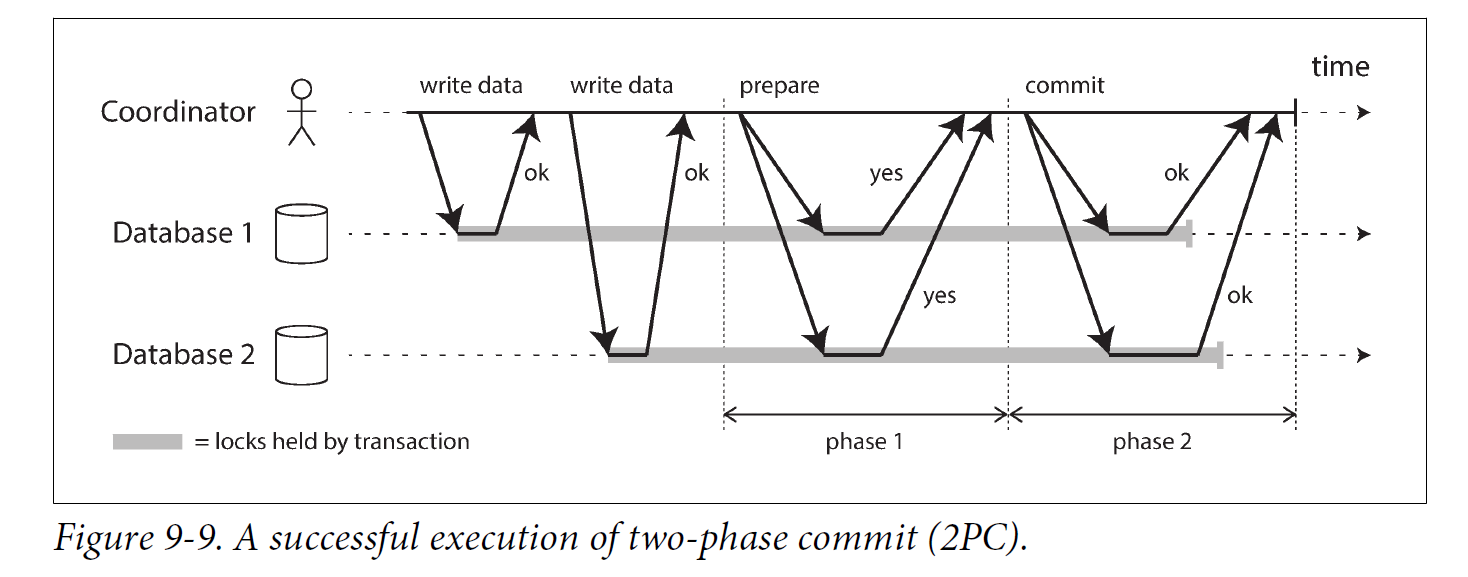 time
write data
write data
prepare
commit
Coordinator
ok
ok
yes
ok
Database 1
yes
ok
Database 2
= locks held by transaction
phase 1
phase 2
Figure 9-9. A successful execution of two-phase commit (2PC).